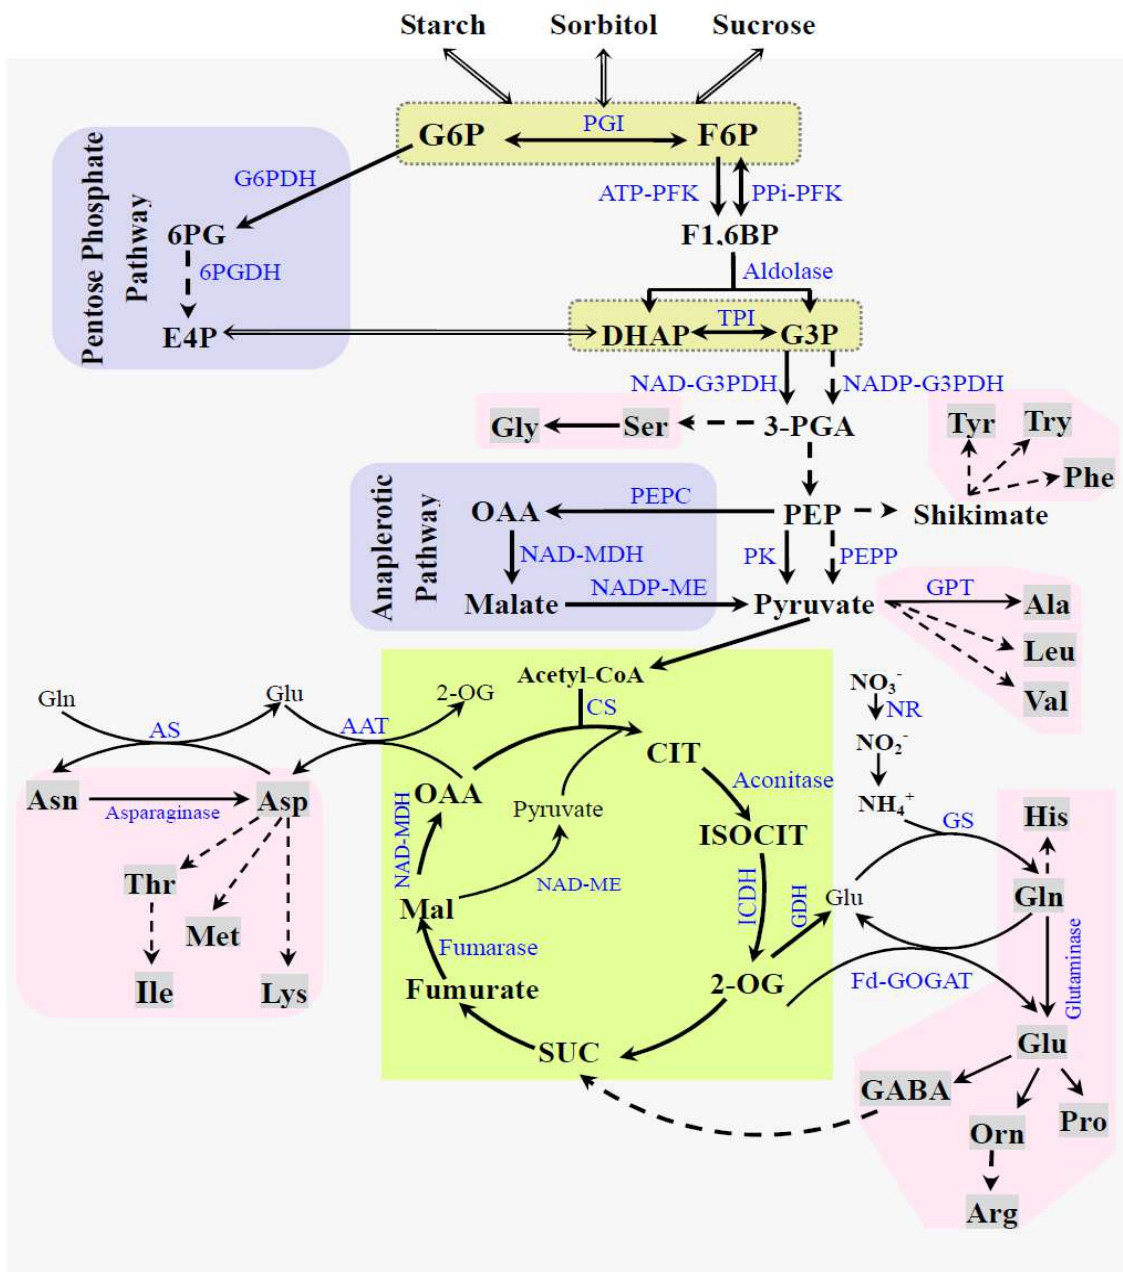 Starch Sorbitol Sucrose
G6P PGI F6P
Pentose Phosphate
Pathway
G6PDH
ATP-PFK PPi-PFK
6PG
F1,6BP
6PGDH
Aldolase
E4P
DHAP TPI G3P
NAD-G3PDH NADP-G3PDH
Gly Ser 3-PGA
Tyr Try
Phe
Anaplerotic
Pathway
OAA PEPC PEP Shikimate
NAD-MDH
PK PEPP
Malate NADP-ME Pyruvate GPT Ala
Leu
Val
Acetyl-CoA
CS
Gln Glu 2-OG
AS AAT
NO3-
NR
NO2-
NH4+
CIT
Aconitase
OAA
Pyruvate
ISOCIT
Asn Asparaginase Asp
Thr
Met
Ile Lys
NAD-MDH
NAD-ME
Mal
Fumarase
Fumurate
SUC
ICDH
GDH
2-OG
Glu
GS
His
Gln
Fd-GOGAT
Glutaminase
Glu
GABA
Orn Pro
Arg